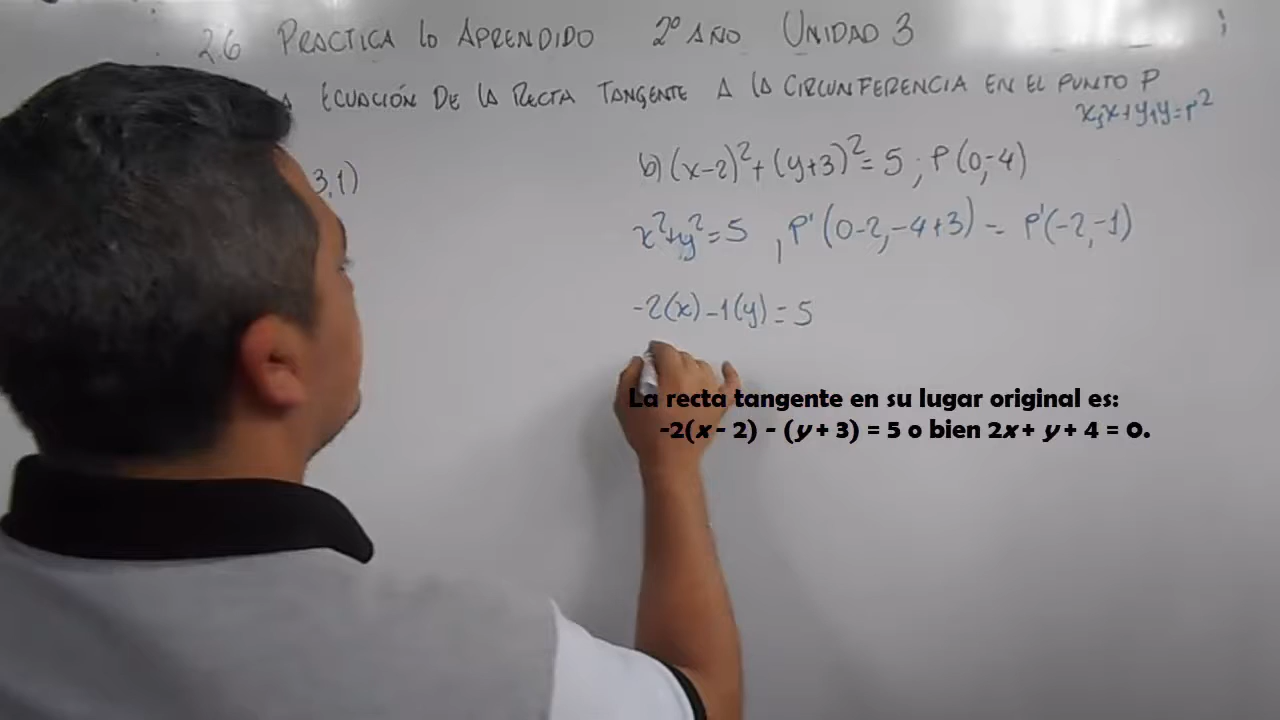 2.6 PRACTICA lo APRENDIDO 2º AÑO UNIDAD 3
ECUACIÓN DE LA RECTA TANGENTE A LA CIRCUNFERENCIA EN EL PUNTO P
x₁x+y₁y=r²
3,1)
b) (x-2)²+(y+3)²=5 ; P(0,-4)
x²+y²=5 , P'(0-2,-4+3) - P'(-2,-1)
-2(x)-1(y)=5
La recta tangente en su lugar original es:
-2(x - 2) - (y + 3) = 5 o bien 2x + y + 4 = 0.